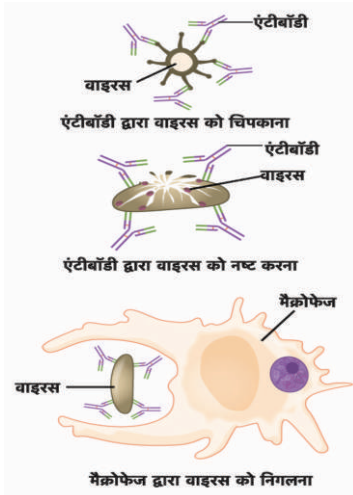 एंटीबॉडी
वाइरस
एंटीबॉडी द्वारा वाइरस को चिपकाना
एंटीबॉडी
वाइरस
एंटीबॉडी द्वारा वाइरस को नष्ट करना
मैक्रोफेज
वाइरस
मैक्रोफेज द्वारा वाइरस को निगलना